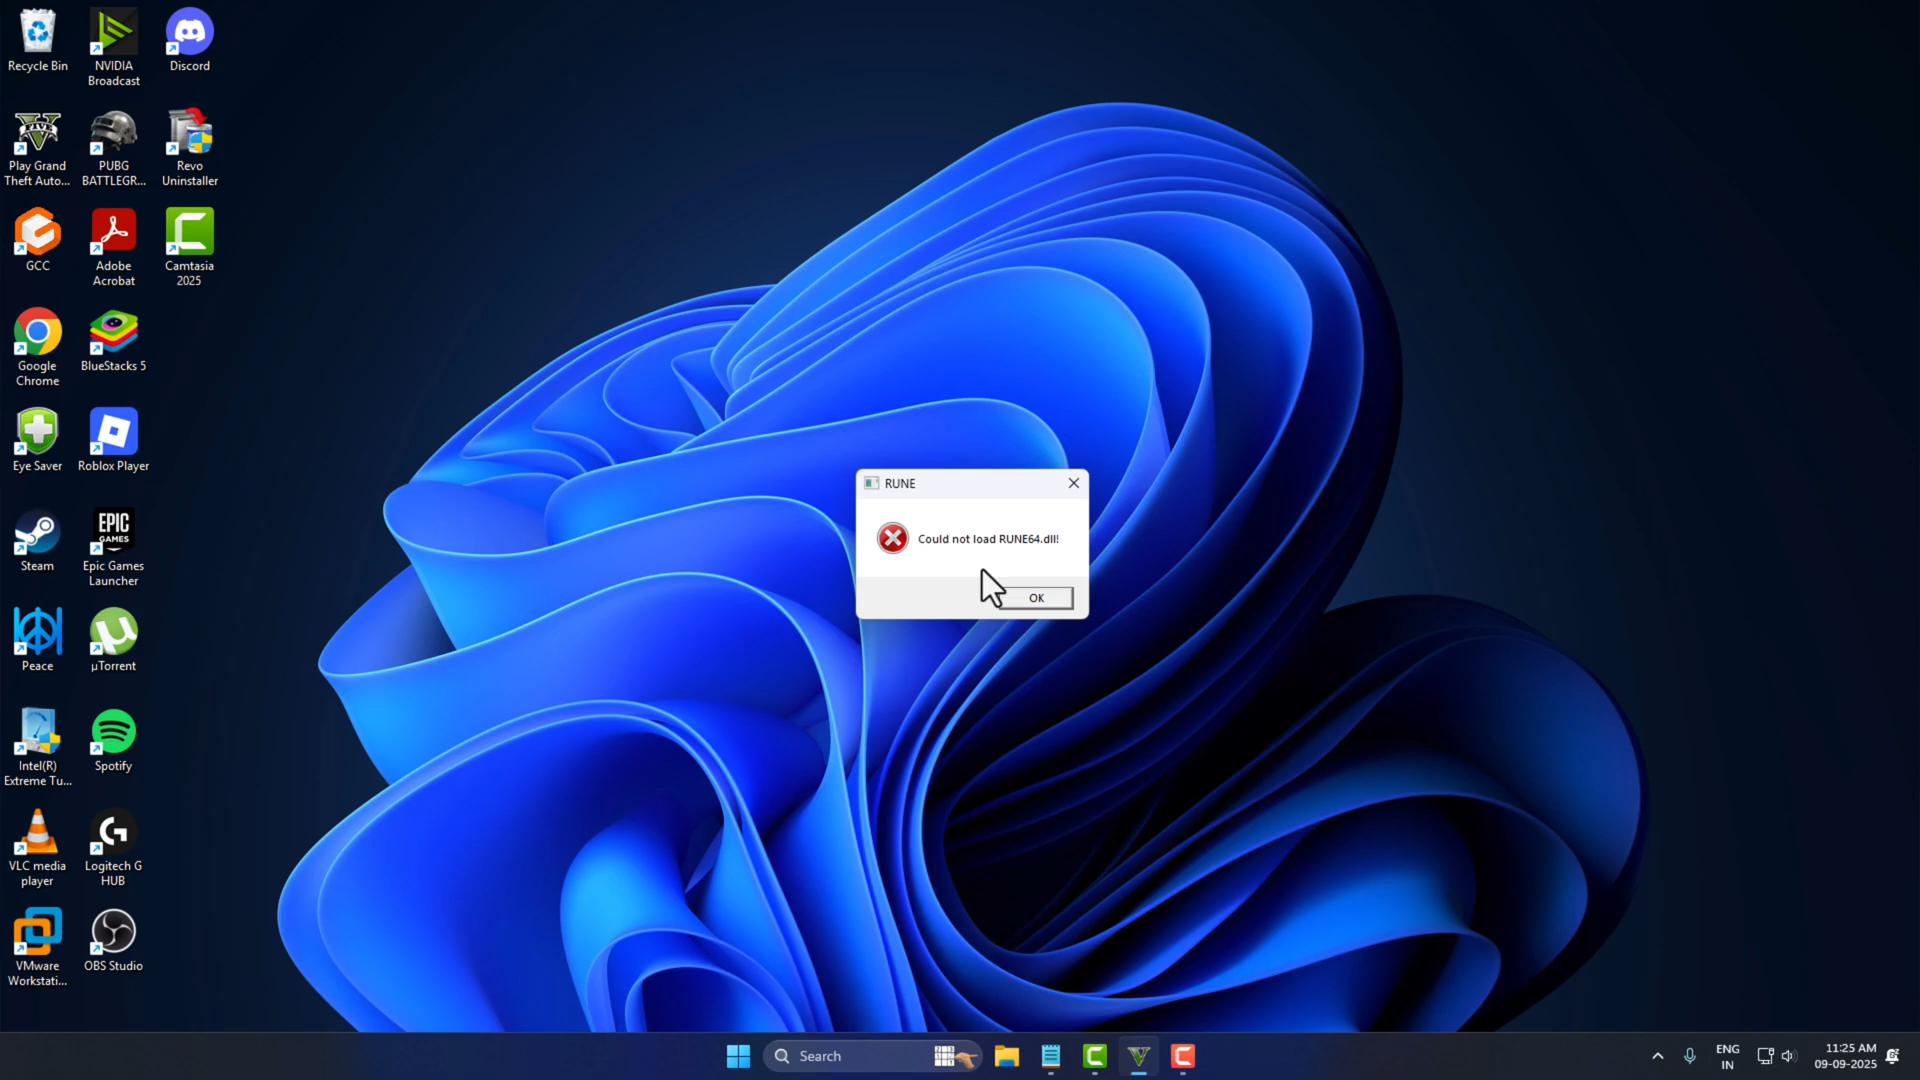 Recycle Bin
NVIDIA
Broadcast
Discord
Play Grand
Theft Auto...
PUBG
BATTLEGR...
Revo
Uninstaller
GCC
Adobe
Acrobat
Camtasia
2025
Google
Chrome
BlueStacks 5
Eye Saver
Roblox Player
Steam
EPIC
GAMES
Epic Games
Launcher
Peace
µTorrent
Intel(R)
Extreme Tu...
Spotify
VLC media
player
Logitech G
HUB
VMware
Workstati...
OBS Studio
RUNE
Could not load RUNE64.dll!
OK
Search
ENG
IN
11:25 AM
09-09-2025